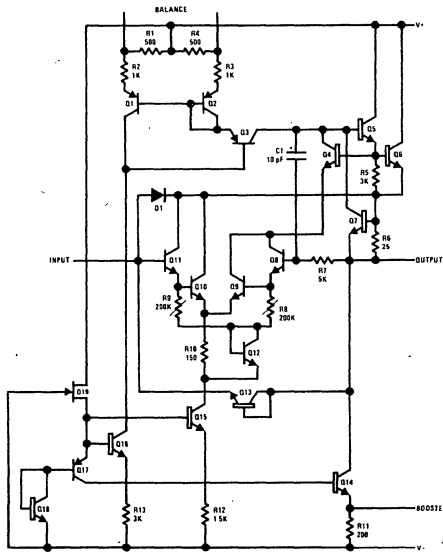 BALANCE
R1
500
R4
500
V+
R2
1K
R3
1K
Q1
Q2
Q3
Q5
C1
10 pF
Q4
Q6
R5
3K
D1
Q7
R6
25
INPUT
Q11
Q10
Q9
Q8
R7
5K
OUTPUT
R9
200K
R8
200K
R10
150
Q12
Q13
Q19
Q15
Q16
Q17
Q14
Q18
BOOSTE
R13
3K
R12
1.5K
R11
200
V-